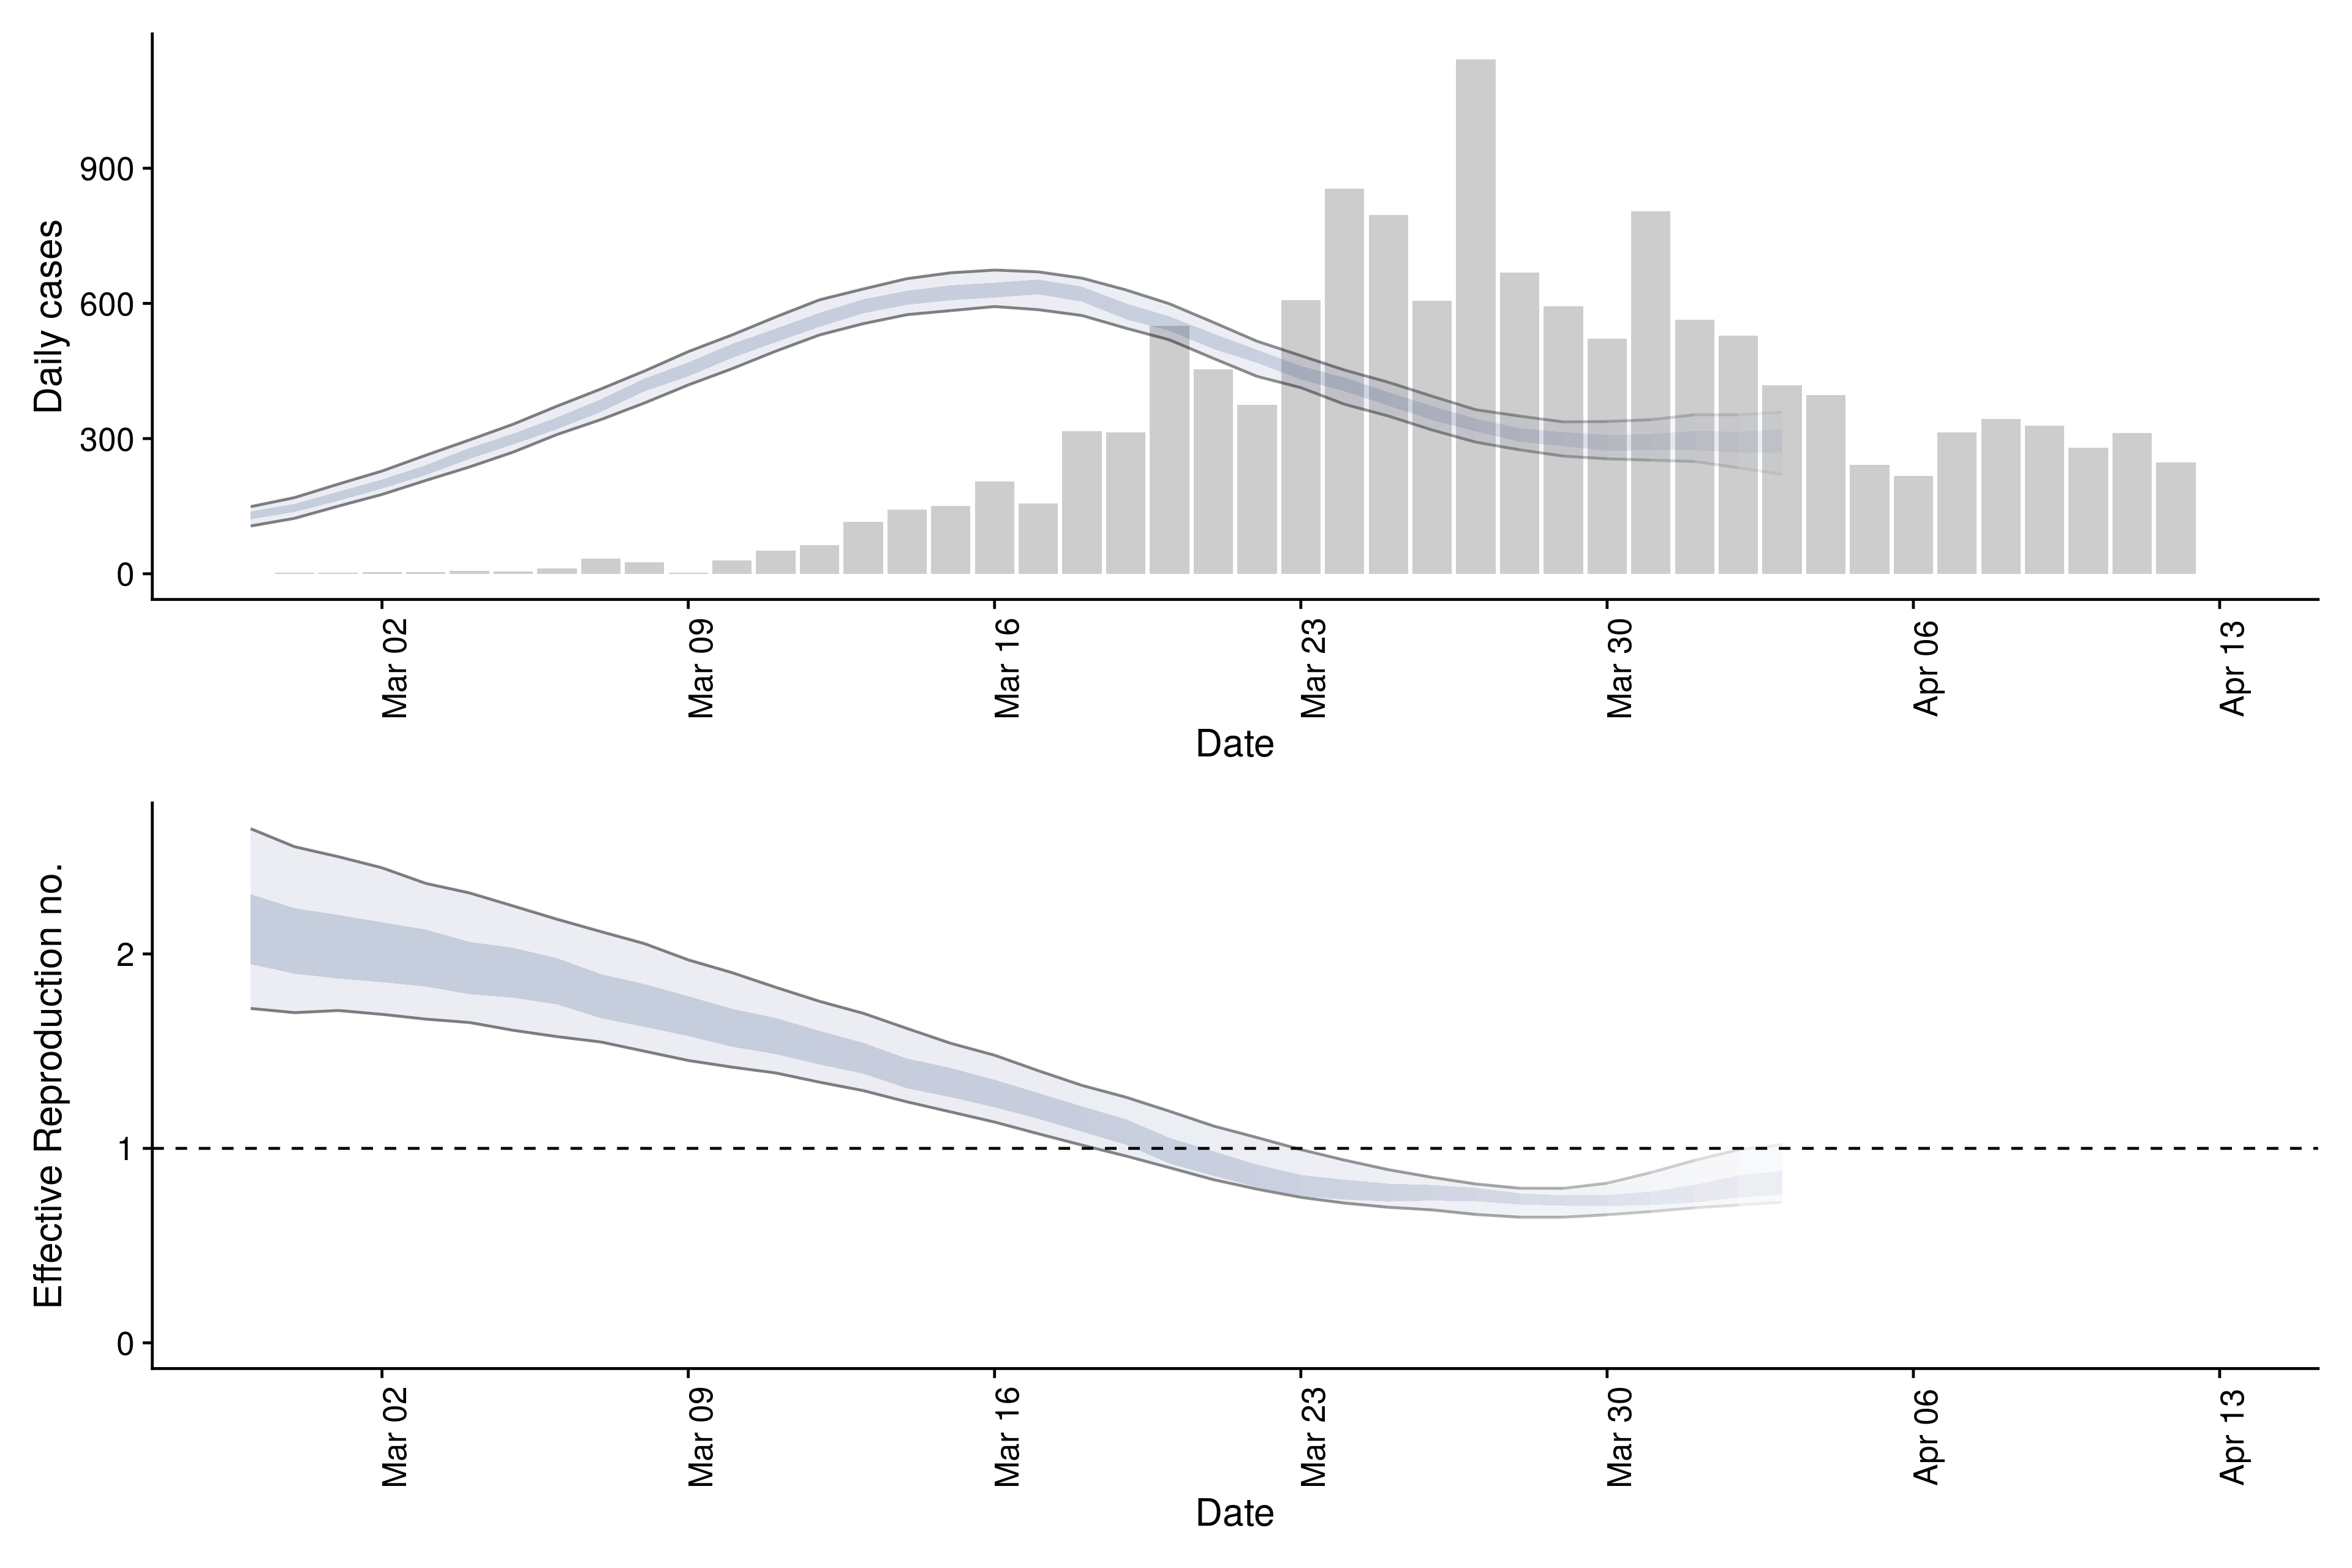 Daily cases
900
600
300
0
Mar 02
Mar 09
Mar 16
Mar 23
Mar 30
Apr 06
Apr 13
Date
Effective Reproduction no.
2
1
0
Mar 02
Mar 09
Mar 16
Mar 23
Mar 30
Apr 06
Apr 13
Date